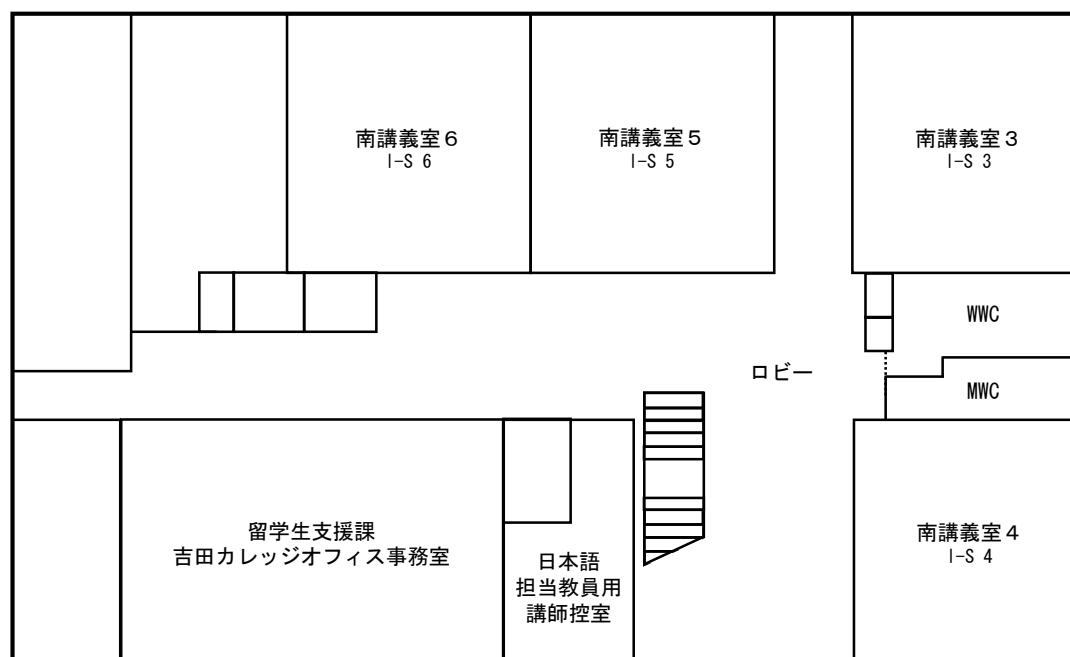 南講義室６
I-S 6
南講義室５
I-S 5
南講義室３
I-S 3
WWC
ロビー
MWC
留学生支援課
吉田カレッジオフィス事務室
日本語
担当教員用
講師控室
南講義室４
I-S 4